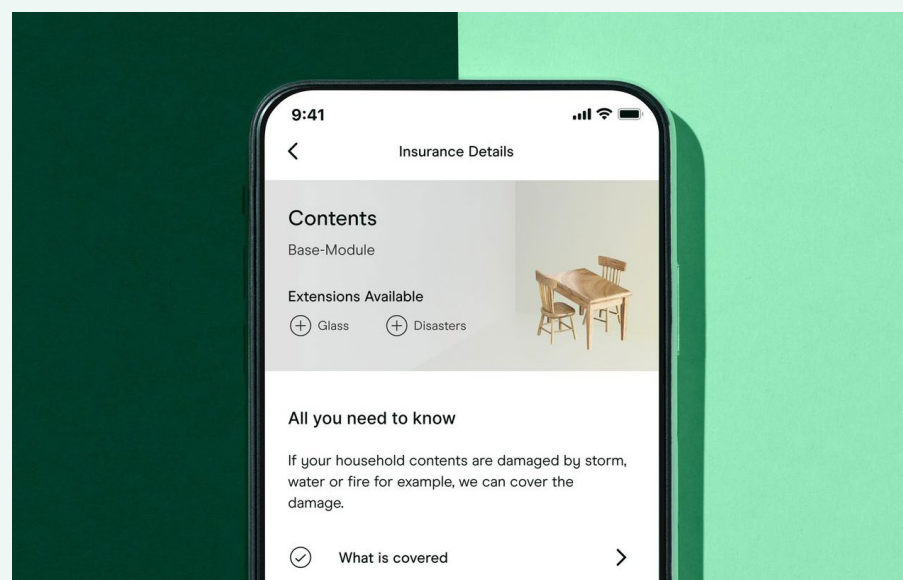 9:41
Insurance Details
Contents
Base-Module
Extensions Available
Glass
Disasters
All you need to know
If your household contents are damaged by storm,
water or fire for example, we can cover the
damage.
What is covered